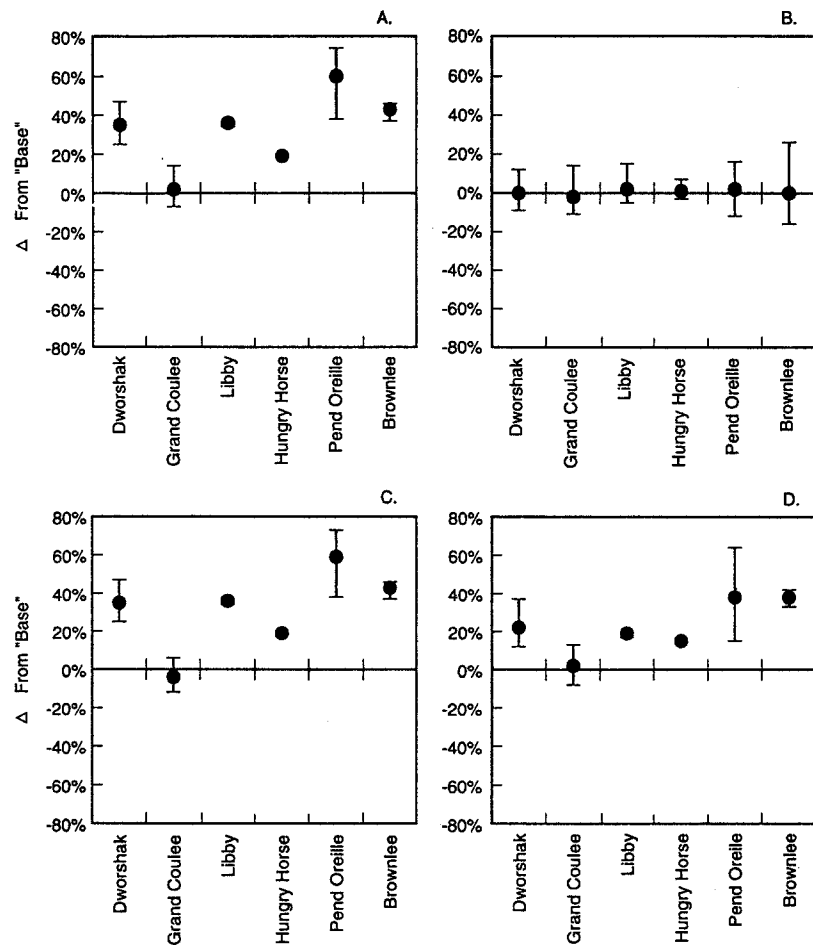 A.
80%
60%
40%
20%
0%
-20%
-40%
-60%
-80%
Δ From "Base"
Dworshak
Grand Coulee
Libby
Hungry Horse
Pend Oreille
Brownlee
B.
80%
60%
40%
20%
0%
-20%
-40%
-60%
-80%
Dworshak
Grand Coulee
Libby
Hungry Horse
Pend Oreille
Brownlee
C.
80%
60%
40%
20%
0%
-20%
-40%
-60%
-80%
Δ From "Base"
Dworshak
Grand Coulee
Libby
Hungry Horse
Pend Oreille
Brownlee
D.
80%
60%
40%
20%
0%
-20%
-40%
-60%
-80%
Dworshak
Grand Coulee
Libby
Hungry Horse
Pend Oreille
Brownlee